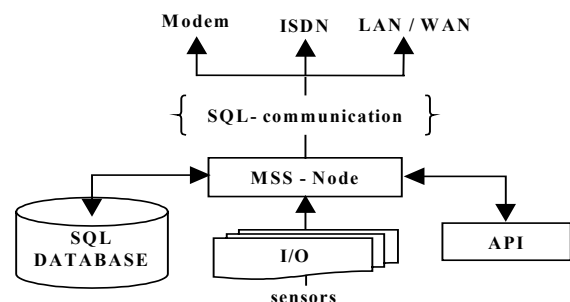 Modem ISDN LAN / WAN
{ SQL- communication }
MSS - Node
SQL
DATABASE
I/O
API
sensors